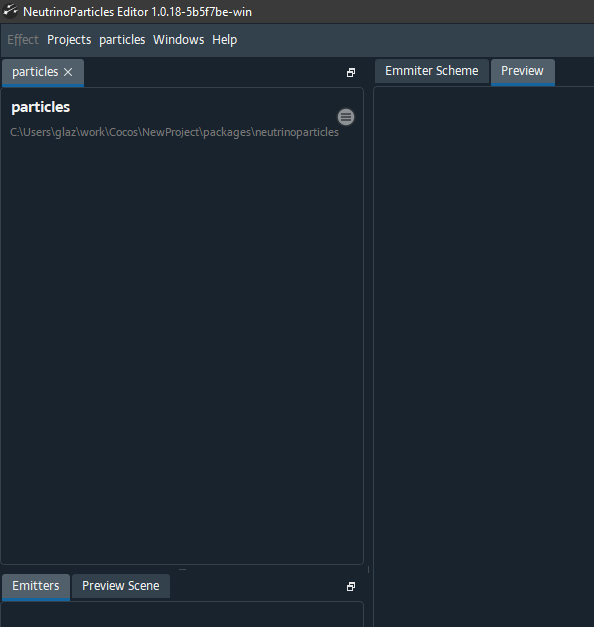 NeutrinoParticles Editor 1.0.18-5b5f7be-win
Effect Projects particles Windows Help
particles
Emmiter Scheme Preview
particles
C:\Users\glaz\work\Cocos\NewProject\packages\neutrinoparticles
Emitters Preview Scene